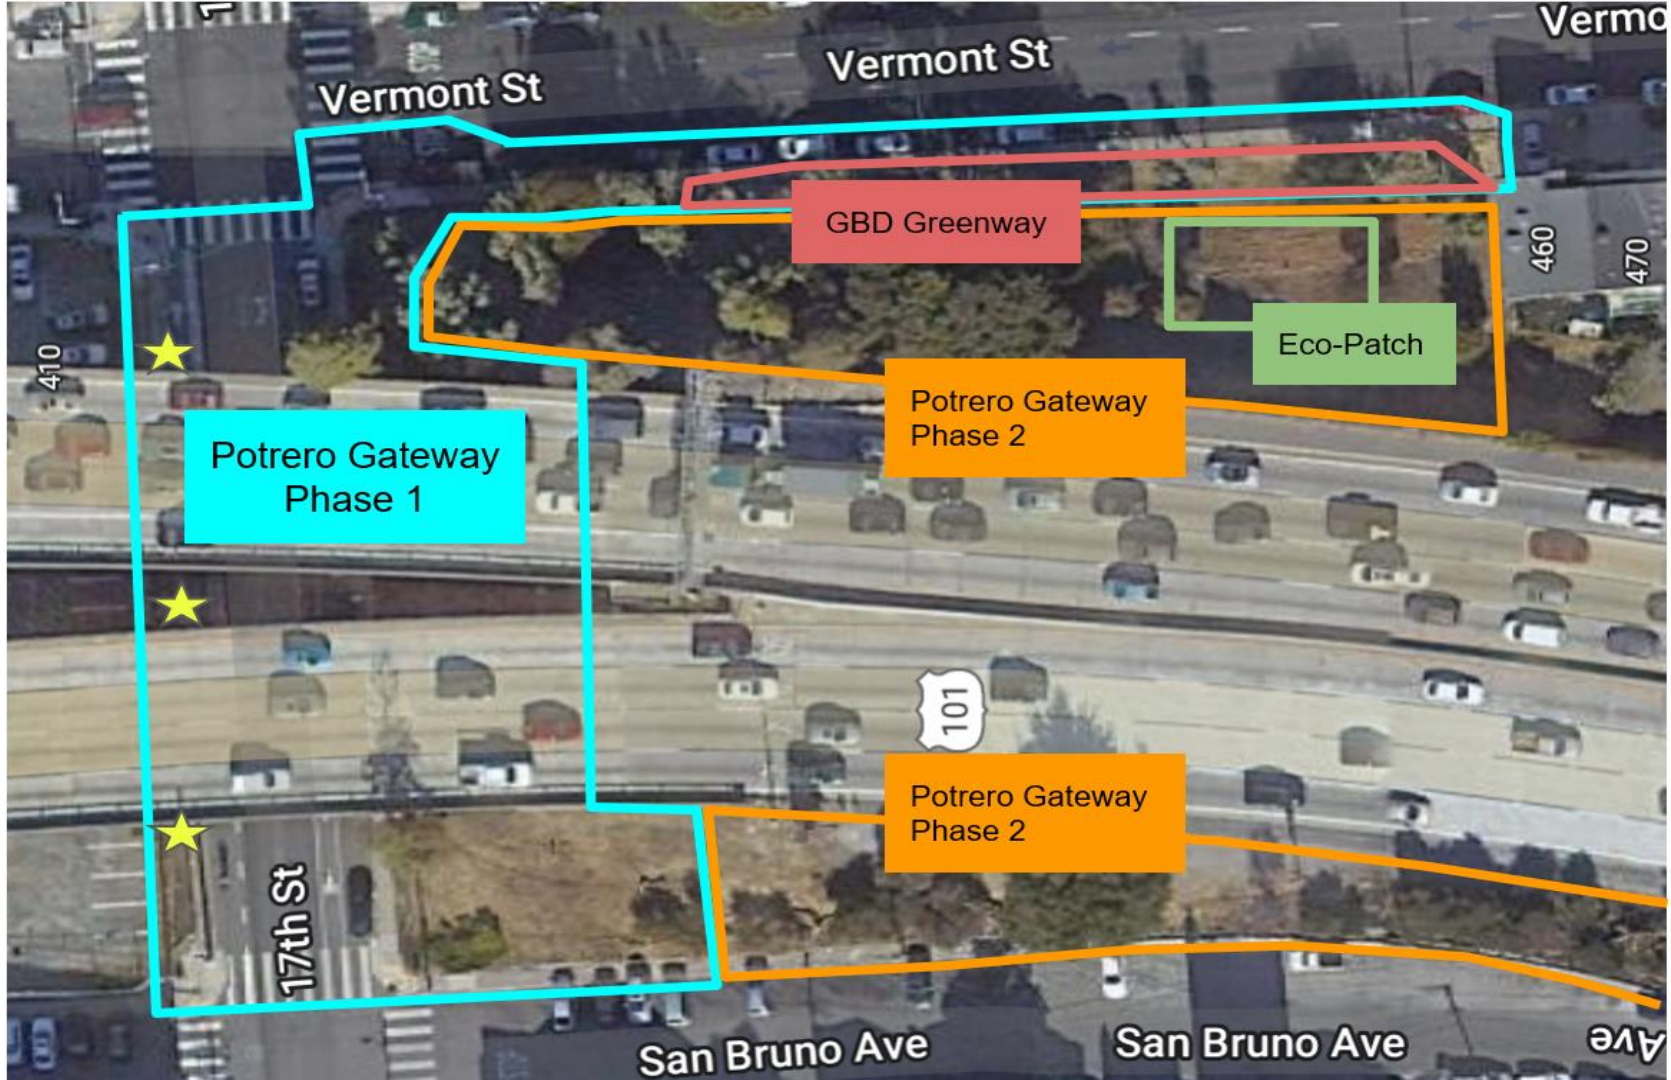 Vermo
Vermont St
Vermont St
GBD Greenway
460
470
Eco-Patch
410
Potrero Gateway
Phase 2
Potrero Gateway
Phase 1
101
Potrero Gateway
Phase 2
17th St
San Bruno Ave
San Bruno Ave
Ave